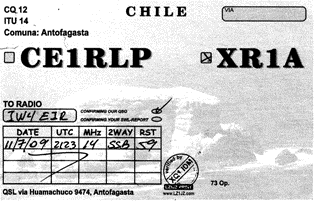 CQ 12
CHILE
VIA
ITU 14
Comuna: Antofagasta
CE1RLP
XR1A
TO RADIO
CONFIRMING OUR QSO
IW4EIR
CONFIRMING YOUR SWL-REPORT
DATE UTC MHz 2WAY RST
11/7/09 2123 14 SSB 59
73 Op.
QSL via Huamachuco 9474, Antofagasta
www.LZ1JZ.com